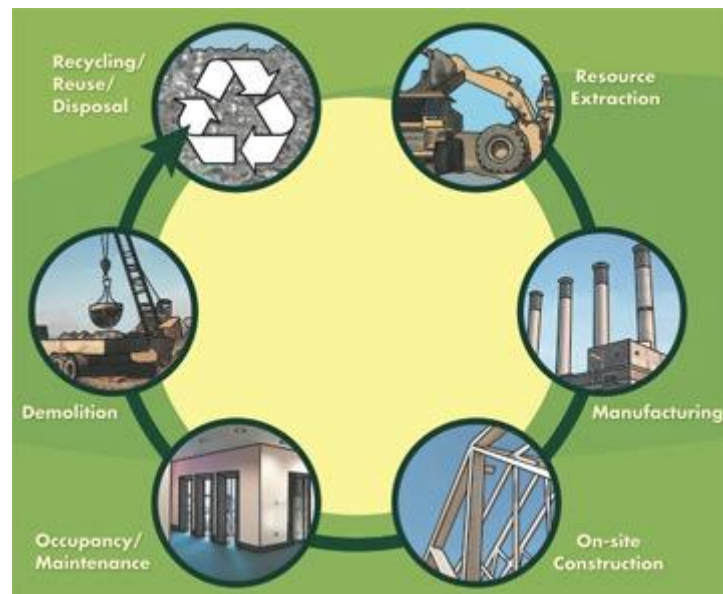 Recycling/
Reuse/
Disposal
Resource
Extraction
Manufacturing
On-site
Construction
Occupancy/
Maintenance
Demolition